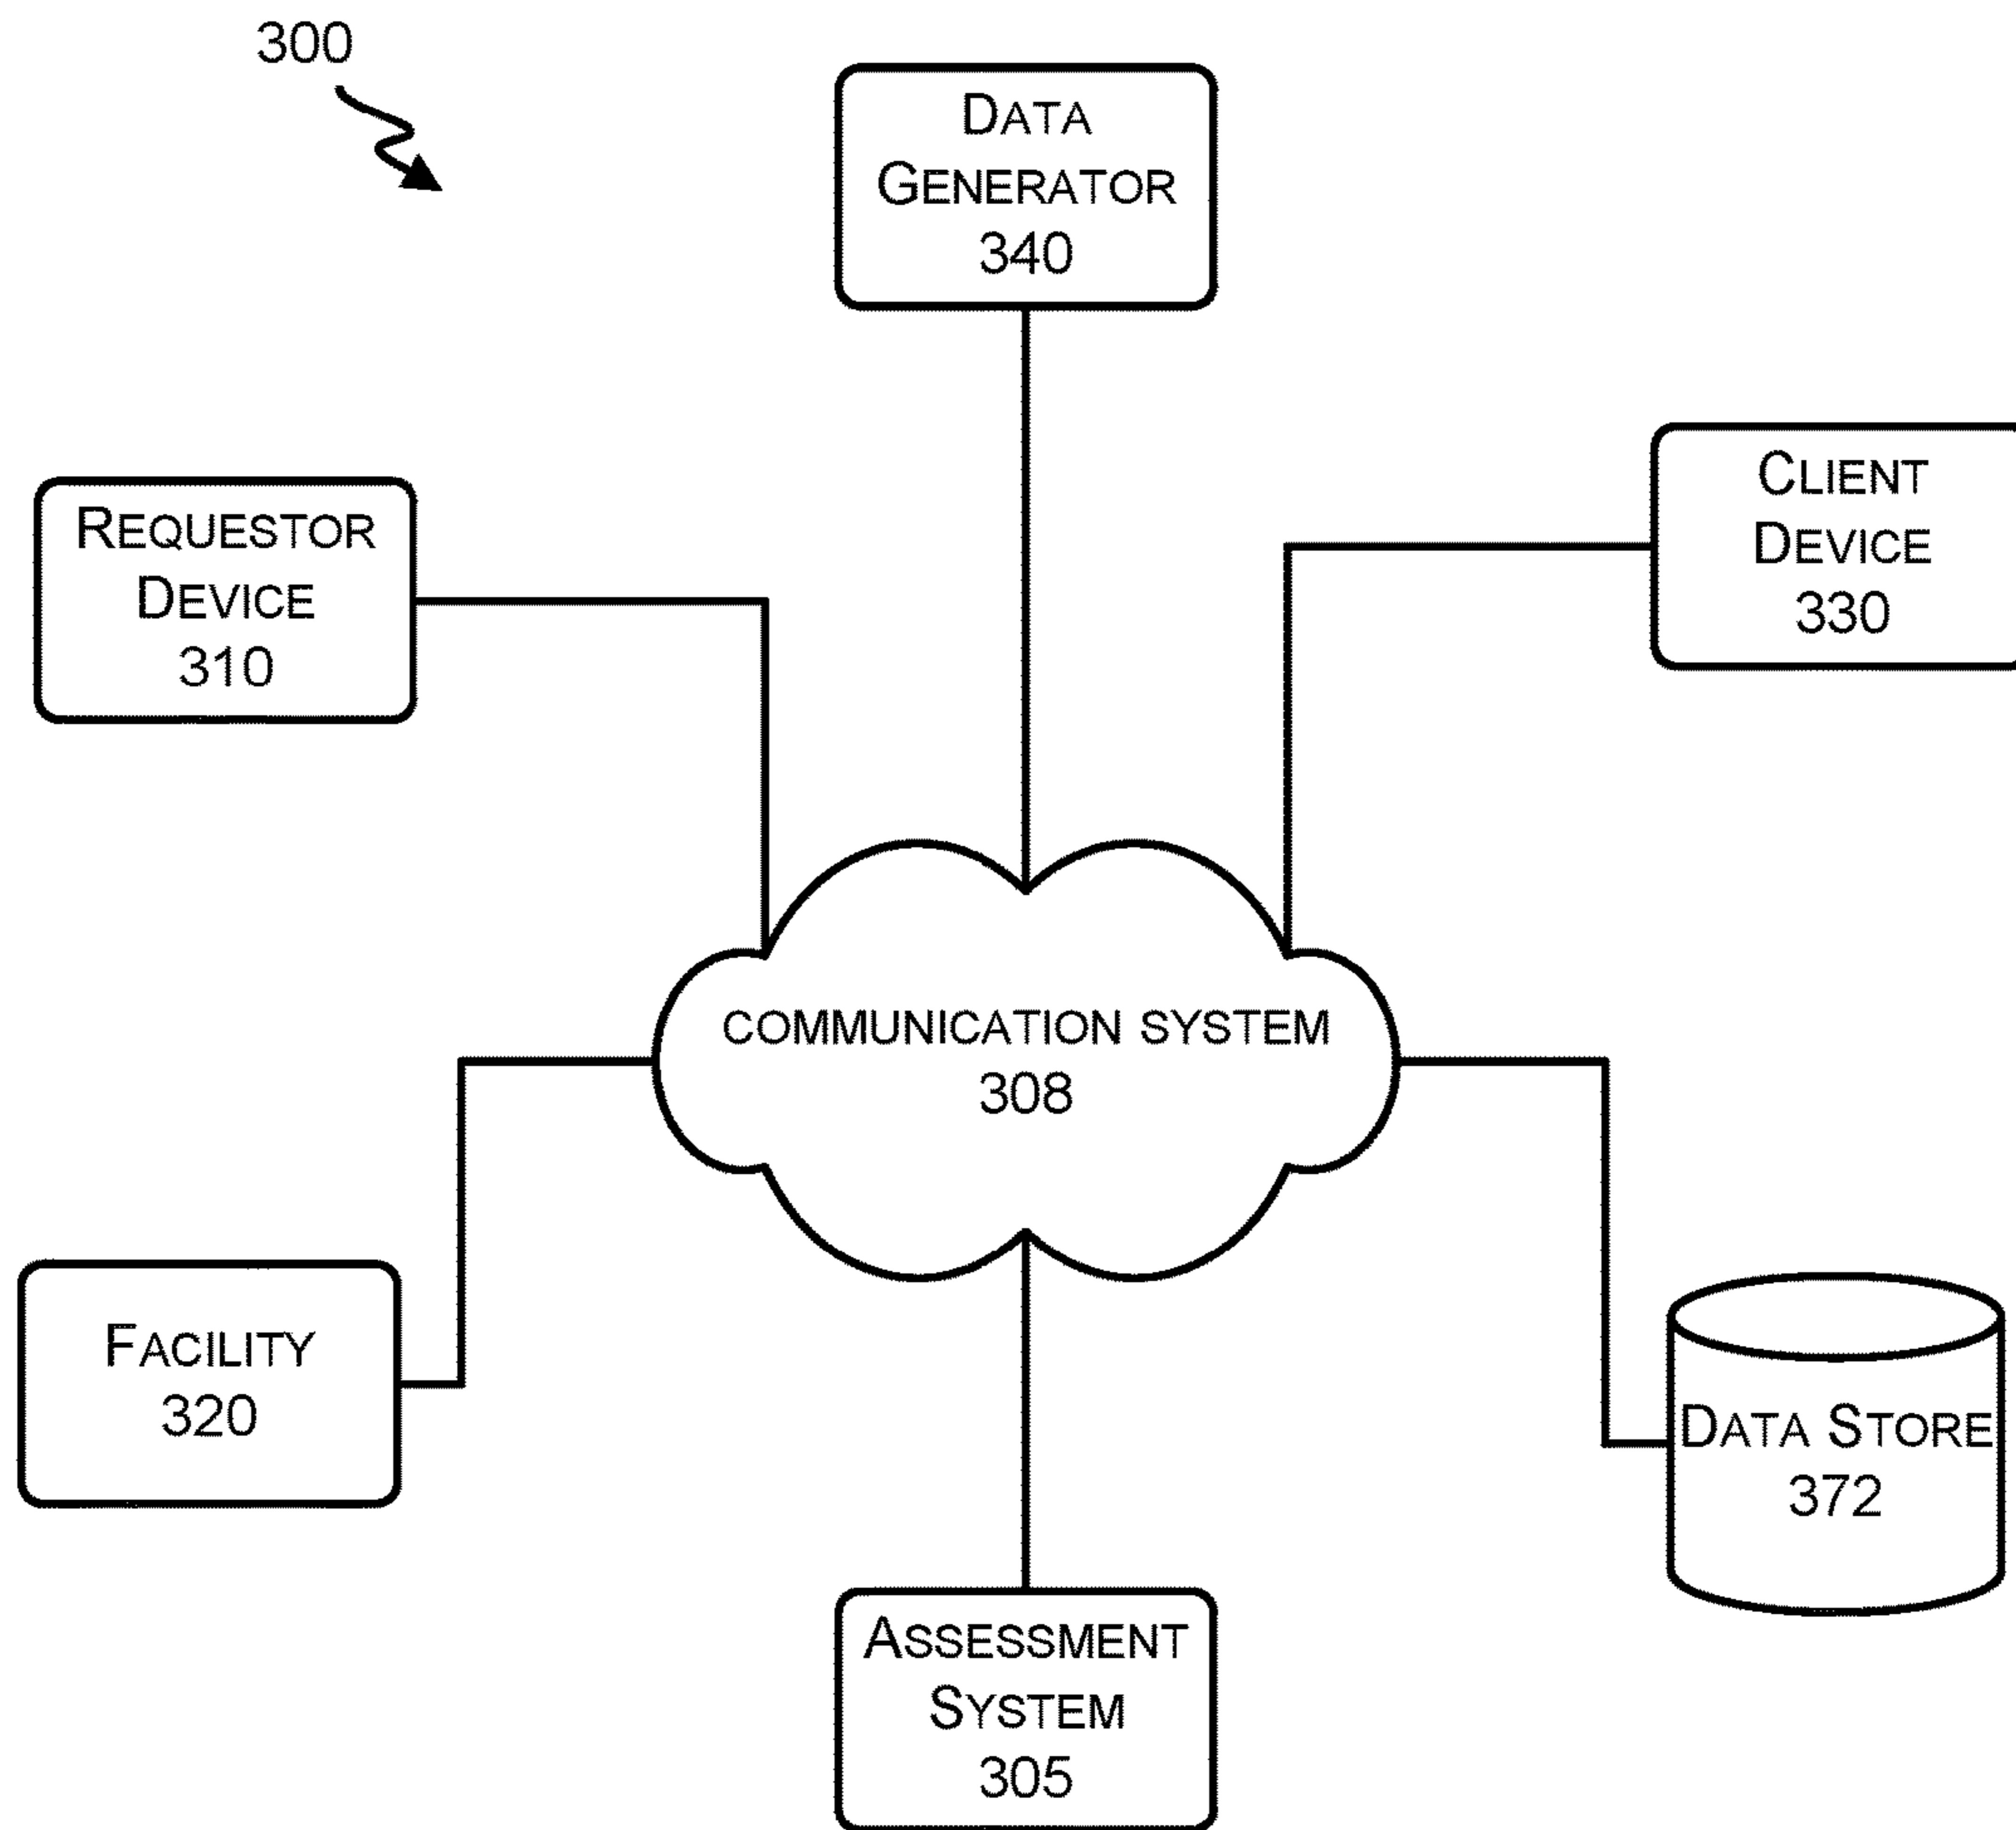 300
DATA
GENERATOR
340
CLIENT
DEVICE
330
REQUESTOR
DEVICE
310
COMMUNICATION SYSTEM
308
FACILITY
320
DATA STORE
372
ASSESSMENT
SYSTEM
305